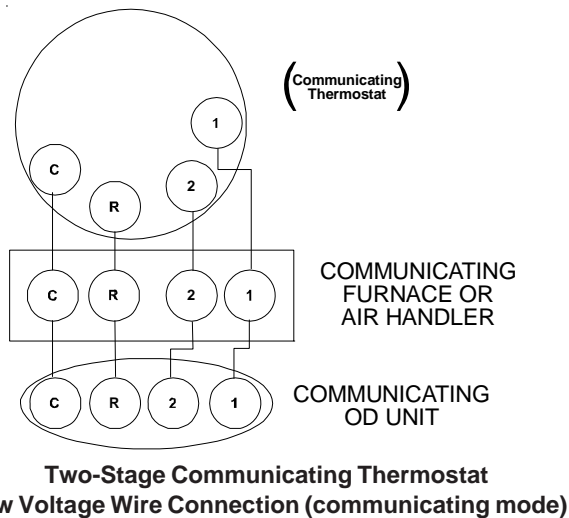 (Communicating
Thermostat)
1
C
2
R
C R 2 1
COMMUNICATING
FURNACE OR
AIR HANDLER
C R 2 1
COMMUNICATING
OD UNIT
Two-Stage Communicating Thermostat
w Voltage Wire Connection (communicating mode)